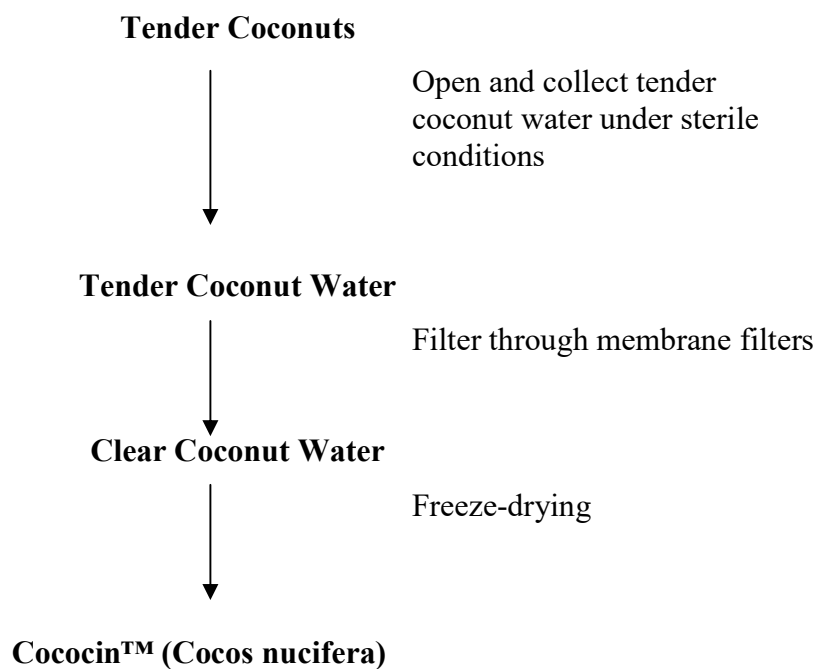 Tender Coconuts
Open and collect tender
coconut water under sterile
conditions
Tender Coconut Water
Filter through membrane filters
Clear Coconut Water
Freeze-drying
Cococin™ (Cocos nucifera)